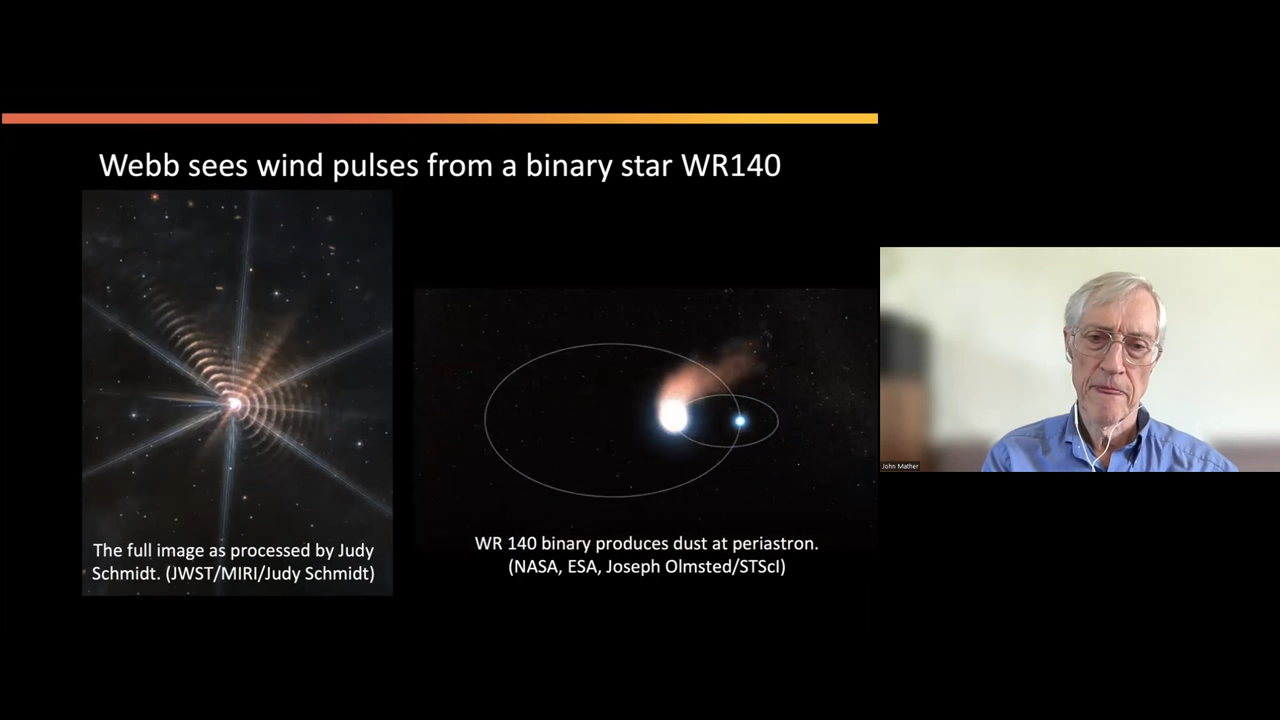 Webb sees wind pulses from a binary star WR140
The full image as processed by Judy
Schmidt. (JWST/MIRI/Judy Schmidt)
WR 140 binary produces dust at periastron.
(NASA, ESA, Joseph Olmsted/STScI)
John Mather